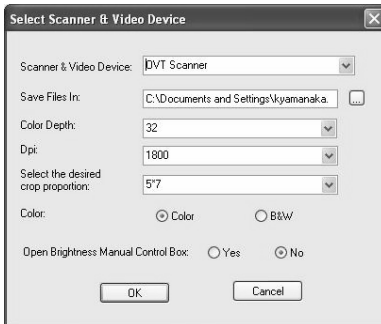 Select Scanner & Video Device
Scanner & Video Device: OVT Scanner
Save Files In: C:\Documents and Settings\kyamanaka. ...
Color Depth: 32
Dpi: 1800
Select the desired
crop proportion: 5*7
Color: Color B&W
Open Brightness Manual Control Box: Yes No
OK Cancel